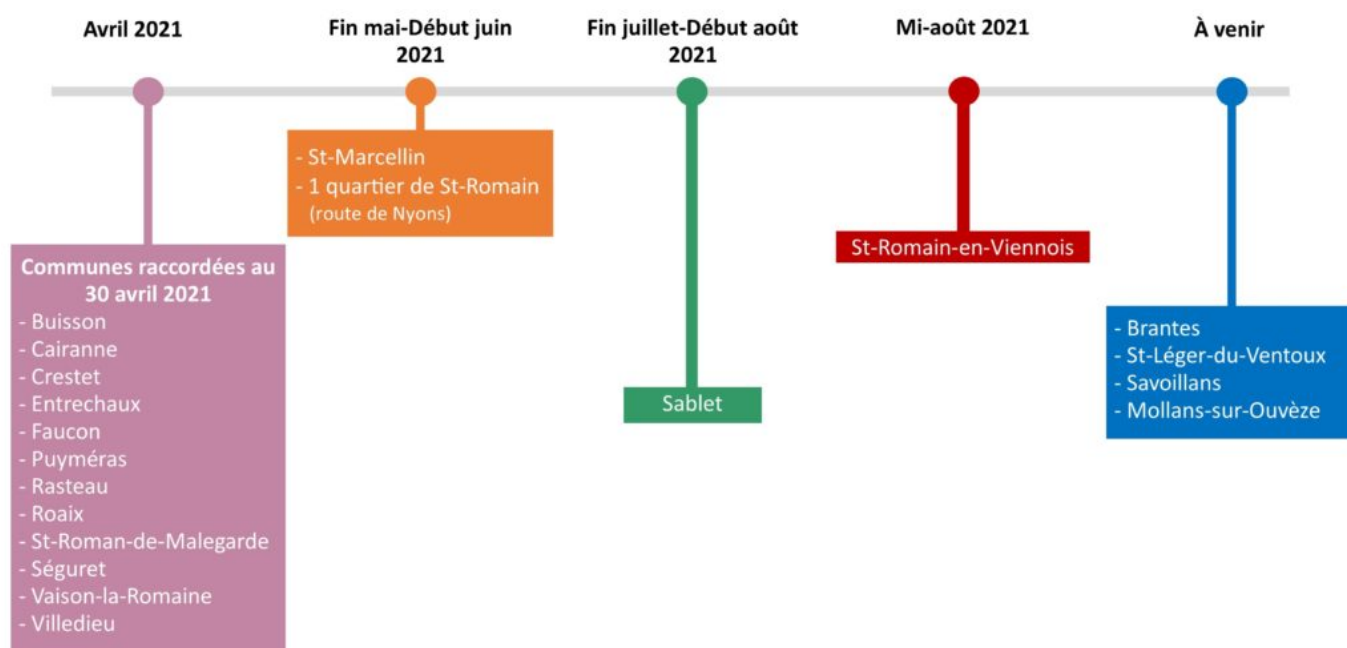 Avril 2021
Fin mai-Début juin
2021
Fin juillet-Début août
2021
Mi-août 2021
À venir
Communes raccordées au
30 avril 2021
- Buisson
- Cairanne
- Crestet
- Entrechaux
- Faucon
- Puyméras
- Rasteau
- Roaix
- St-Roman-de-Malegarde
- Séguret
- Vaison-la-Romaine
- Villedieu
- St-Marcellin
- 1 quartier de St-Romain
(route de Nyons)
Sablet
St-Romain-en-Viennois
- Brantes
- St-Léger-du-Ventoux
- Savoillans
- Mollans-sur-Ouvèze